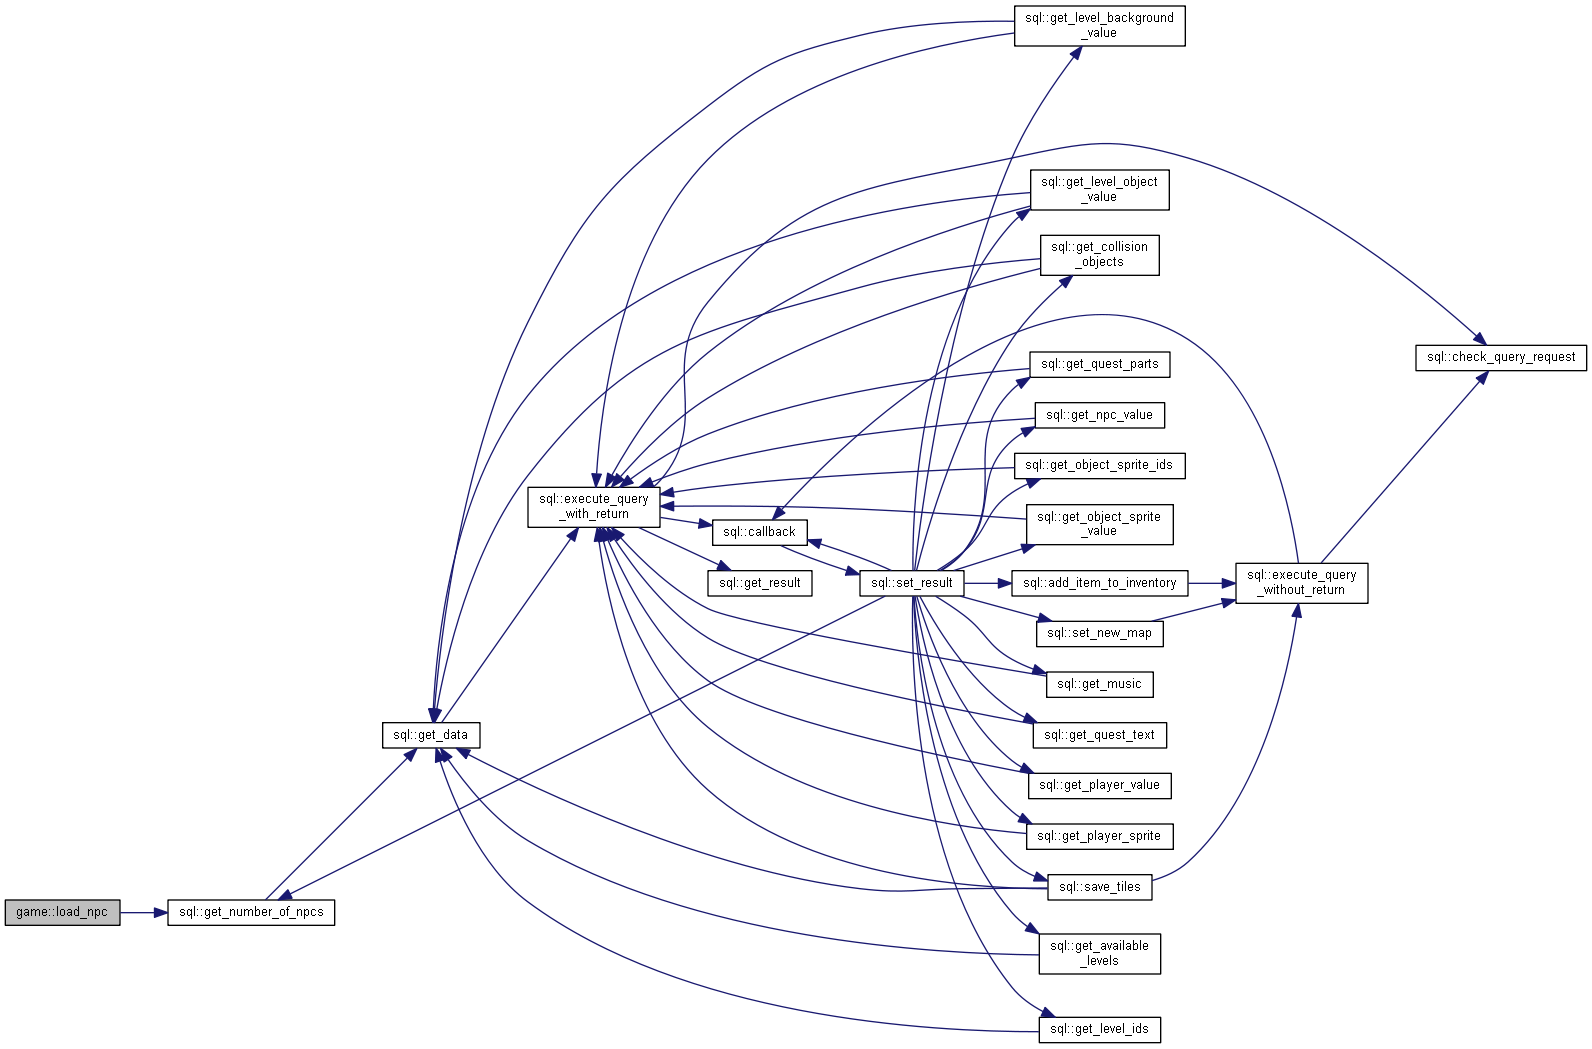 sql::get_level_background
_value
sql::get_level_object
_value
sql::get_collision
_objects
sql::check_query_request
sql::get_quest_parts
sql::get_npc_value
sql::get_object_sprite_ids
sql::execute_query
_with_return
sql::get_object_sprite
_value
sql::callback
sql::get_result
sql::set_result
sql::add_item_to_inventory
sql::execute_query
_without_return
sql::set_new_map
sql::get_music
sql::get_data
sql::get_quest_text
sql::get_player_value
sql::get_player_sprite
sql::save_tiles
game::load_npc
sql::get_number_of_npcs
sql::get_available
_levels
sql::get_level_ids